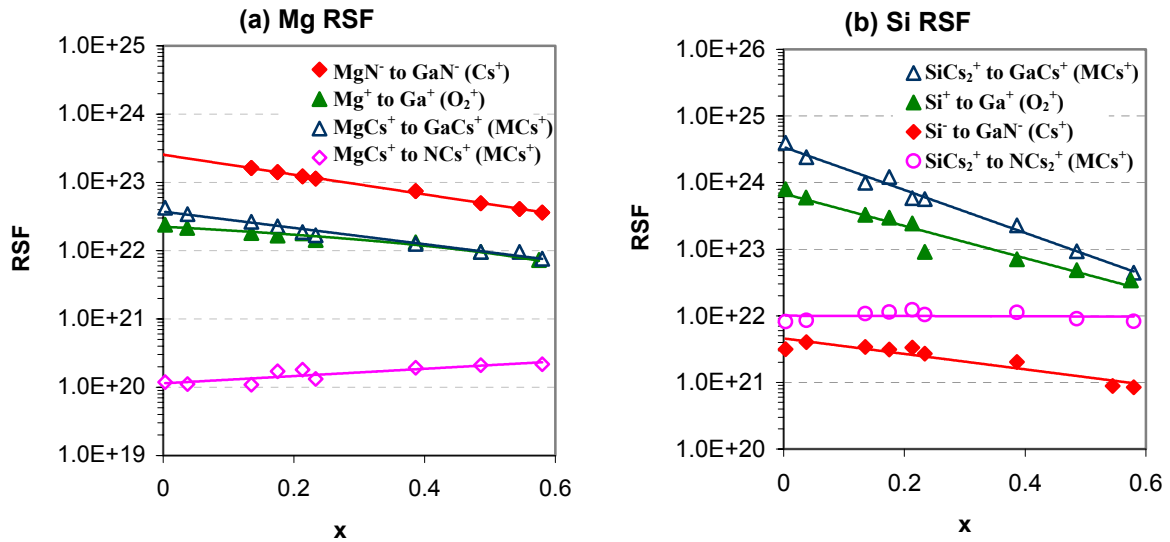 (a) Mg RSF
1.0E+25
1.0E+24
1.0E+23
1.0E+22
1.0E+21
1.0E+20
1.0E+19
RSF
MgN⁻ to GaN⁻ (Cs⁺)
Mg⁺ to Ga⁺ (O₂⁺)
MgCs⁺ to GaCs⁺ (MCs⁺)
MgCs⁺ to NCs⁺ (MCs⁺)
0 0.2 0.4 0.6
x
(b) Si RSF
1.0E+26
1.0E+25
1.0E+24
1.0E+23
1.0E+22
1.0E+21
1.0E+20
RSF
SiCs₂⁺ to GaCs⁺ (MCs⁺)
Si⁺ to Ga⁺ (O₂⁺)
Si⁻ to GaN⁻ (Cs⁺)
SiCs₂⁺ to NCs₂⁺ (MCs⁺)
0 0.2 0.4 0.6
x